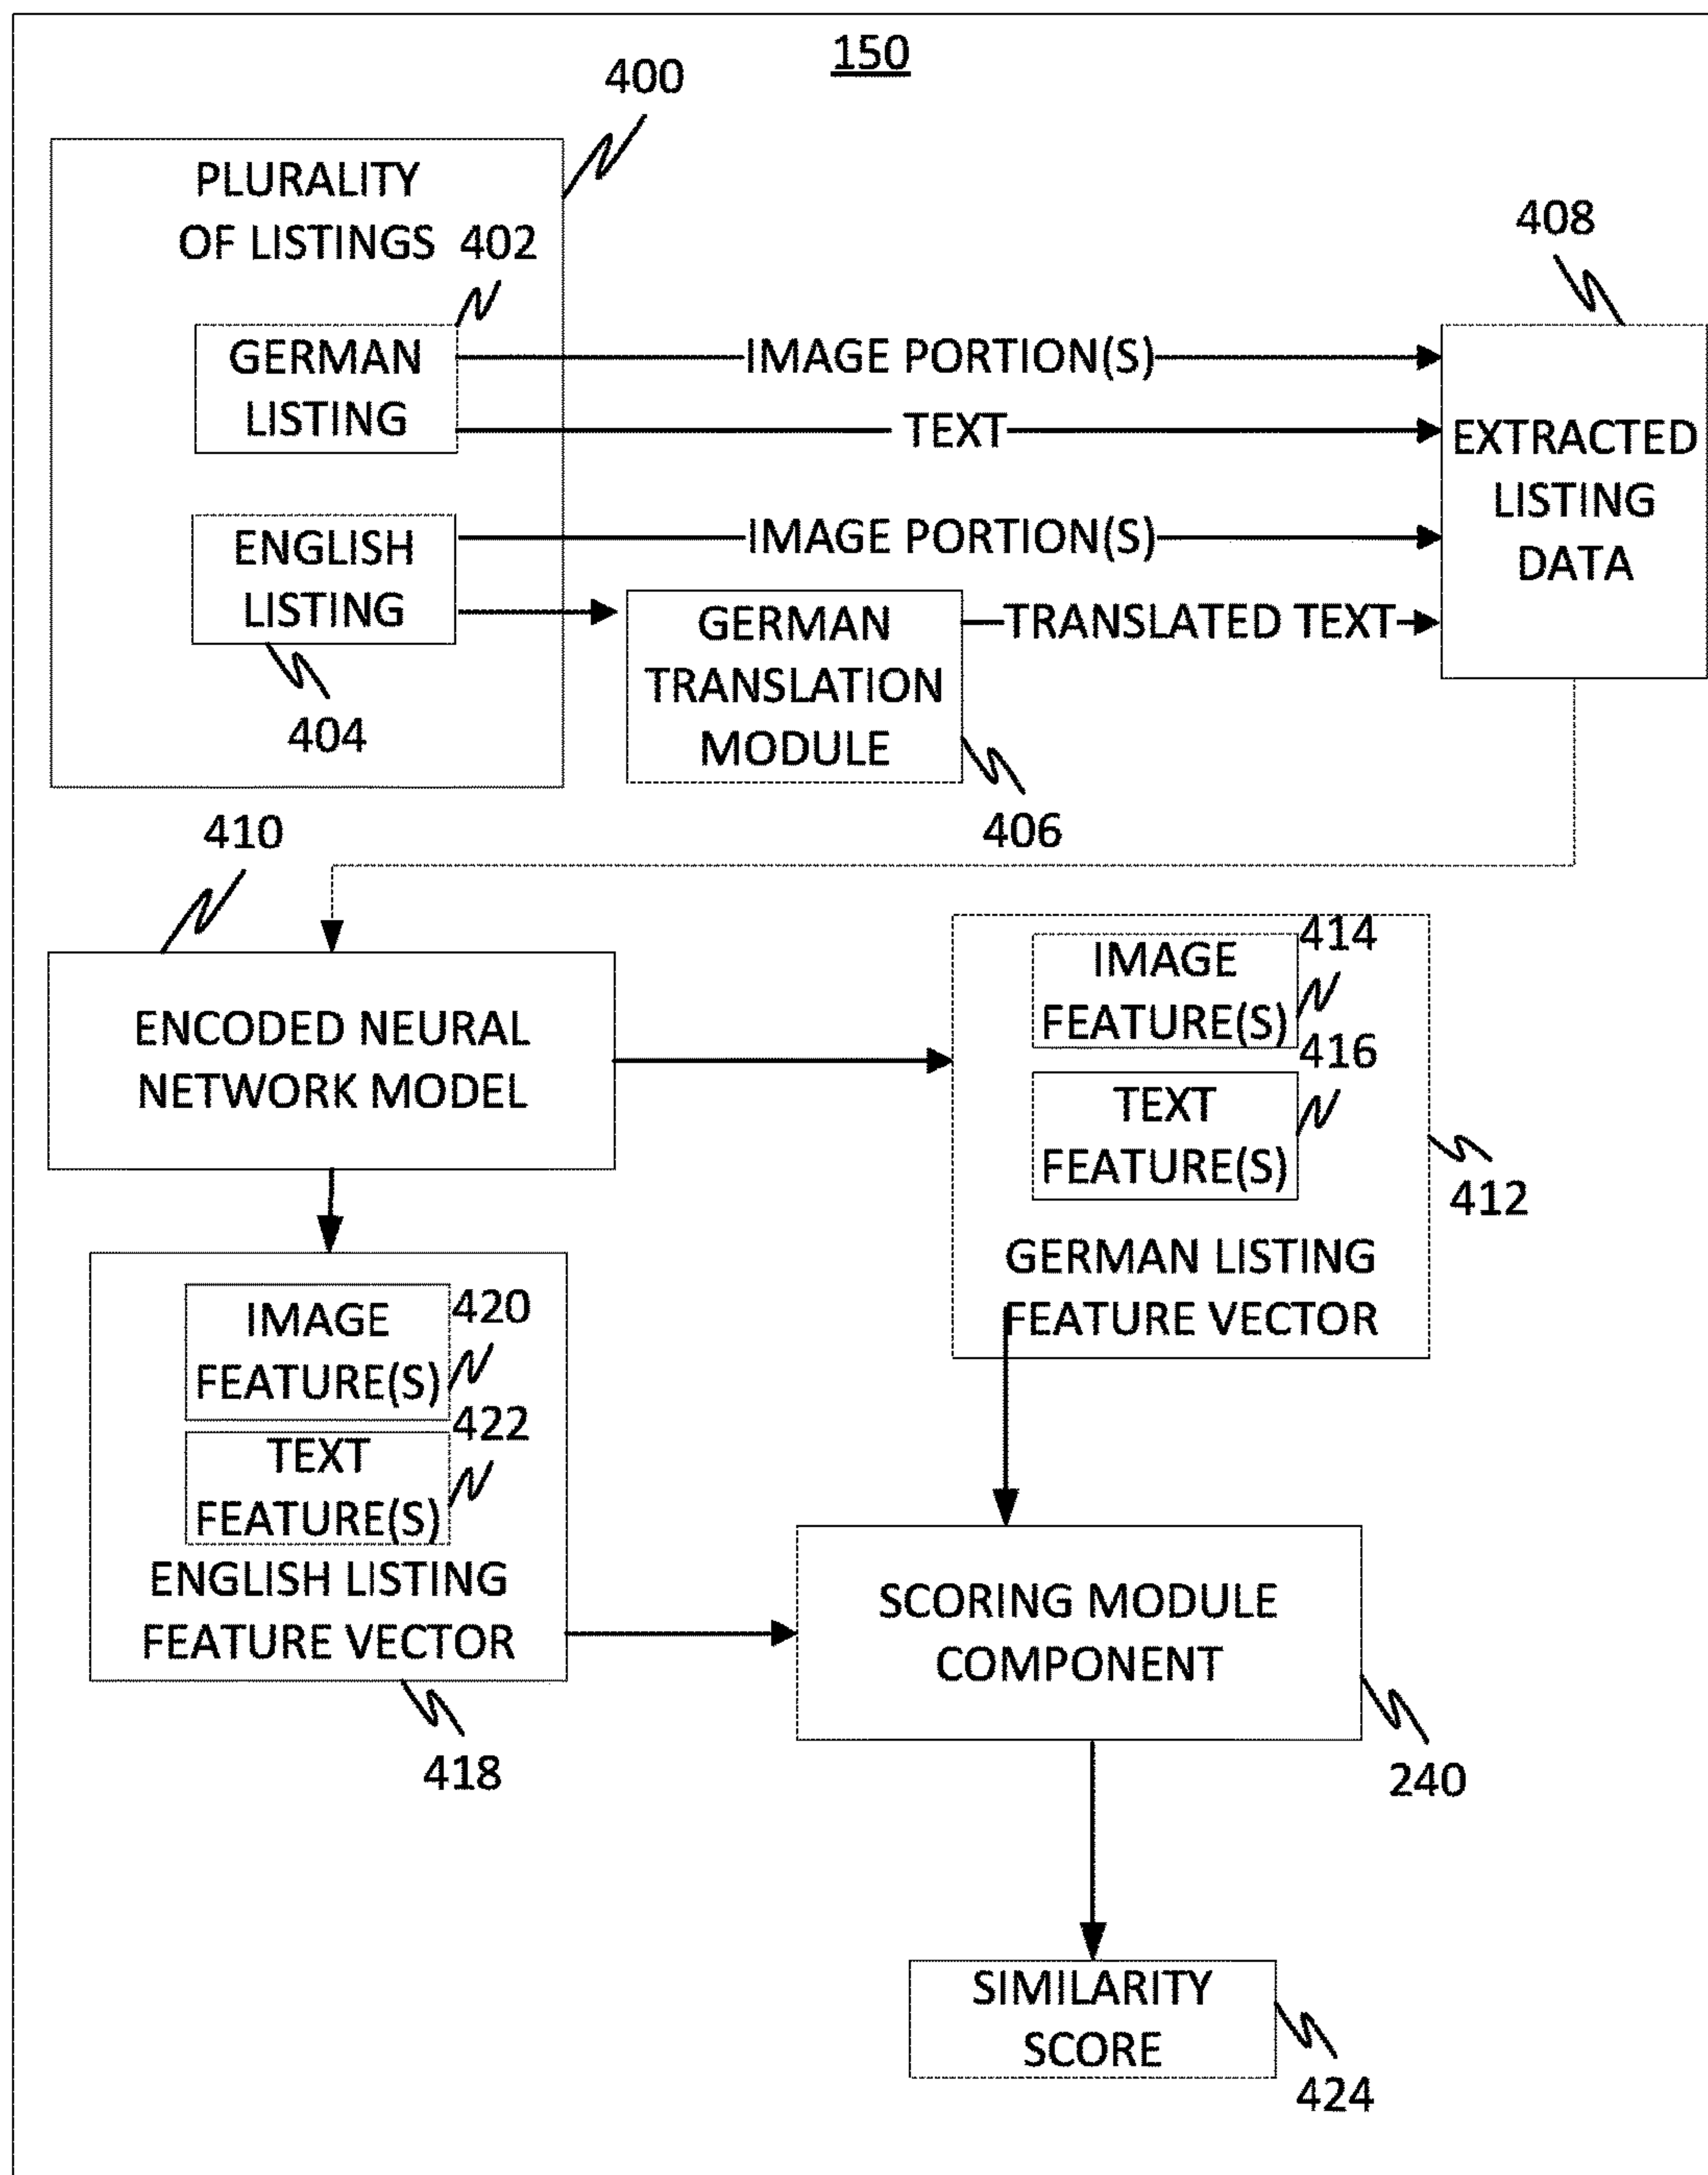 150
400
PLURALITY
OF LISTINGS
402
408
GERMAN
LISTING
IMAGE PORTION(S)
TEXT
EXTRACTED
LISTING
DATA
ENGLISH
LISTING
IMAGE PORTION(S)
404
GERMAN
TRANSLATION
MODULE
TRANSLATED TEXT
406
410
ENCODED NEURAL
NETWORK MODEL
IMAGE
FEATURE(S)
414
TEXT
FEATURE(S)
416
GERMAN LISTING
FEATURE VECTOR
412
IMAGE
FEATURE(S)
420
TEXT
FEATURE(S)
422
ENGLISH LISTING
FEATURE VECTOR
418
SCORING MODULE
COMPONENT
240
SIMILARITY
SCORE
424